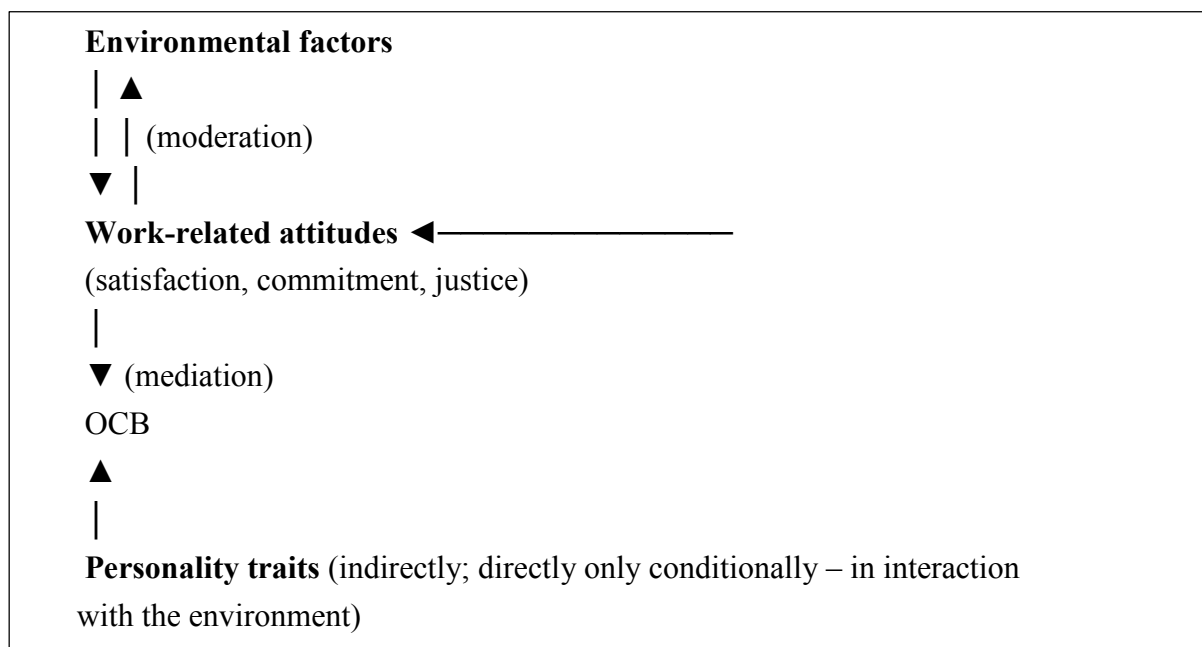 Environmental factors
│ ▲
│ │ (moderation)
▼ │
Work-related attitudes ◄────────────────
(satisfaction, commitment, justice)
│
▼ (mediation)
OCB
▲
│
Personality traits (indirectly; directly only conditionally – in interaction
with the environment)